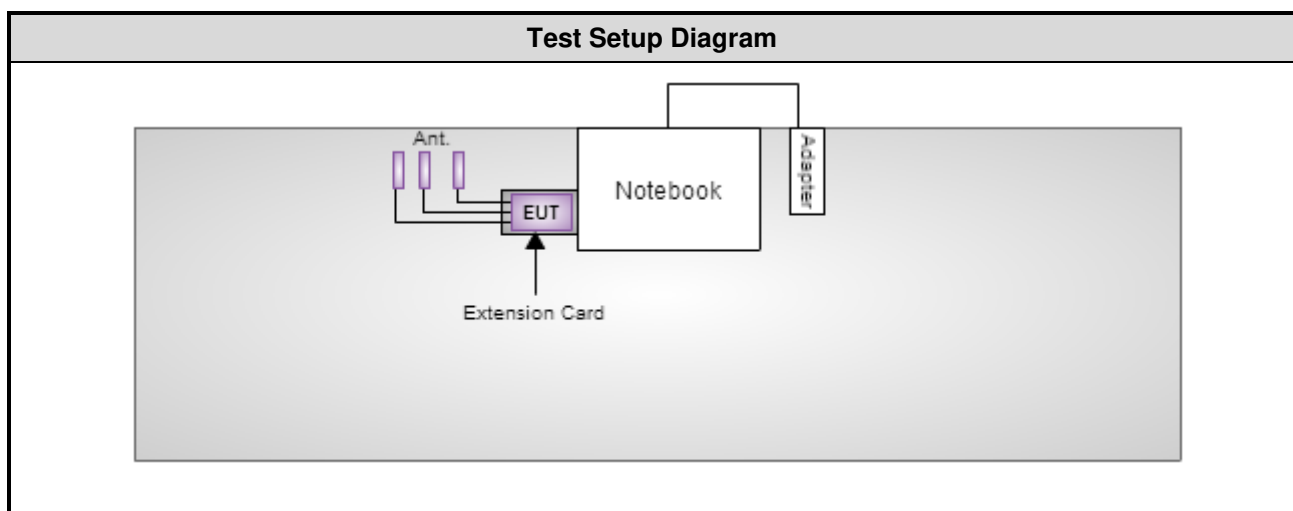 Test Setup Diagram
Ant.
EUT
Notebook
Adapter
Extension Card